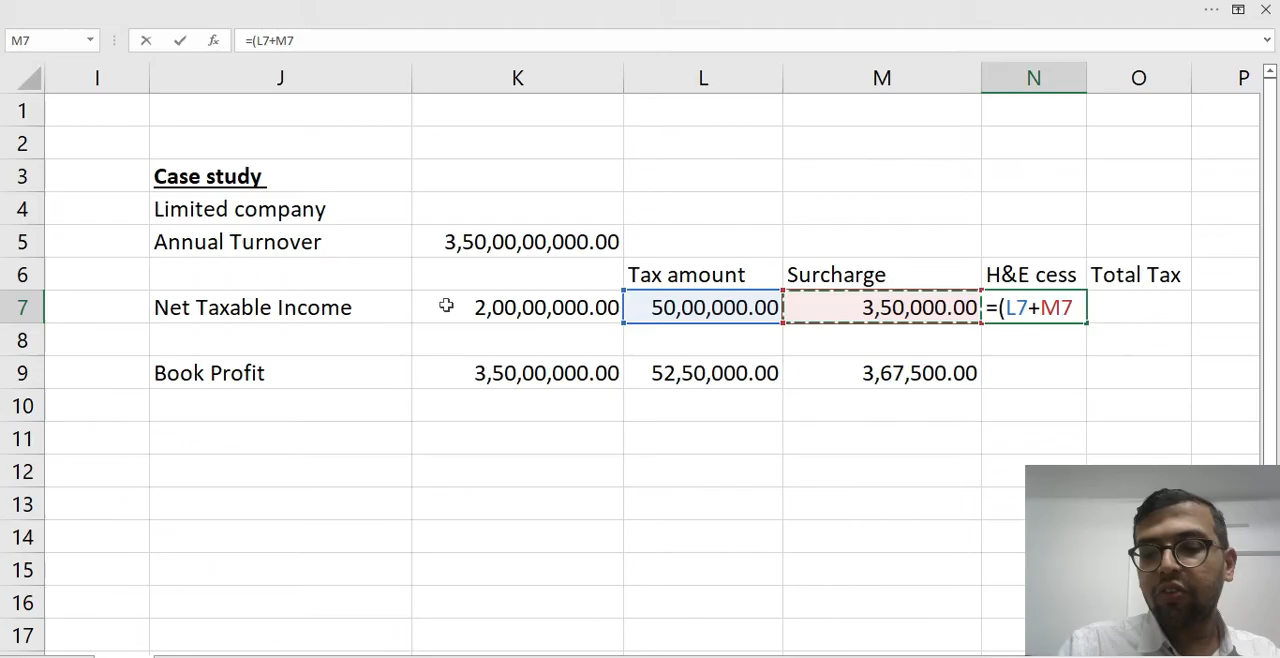 M7 =(L7+M7
I J K L M N O P
1
2
3 Case study
4 Limited company
5 Annual Turnover 3,50,00,00,000.00
6 Tax amount Surcharge H&E cess Total Tax
7 Net Taxable Income 2,00,00,000.00 50,00,000.00 3,50,000.00 =(L7+M7
8
9 Book Profit 3,50,00,000.00 52,50,000.00 3,67,500.00
10
11
12
13
14
15
16
17